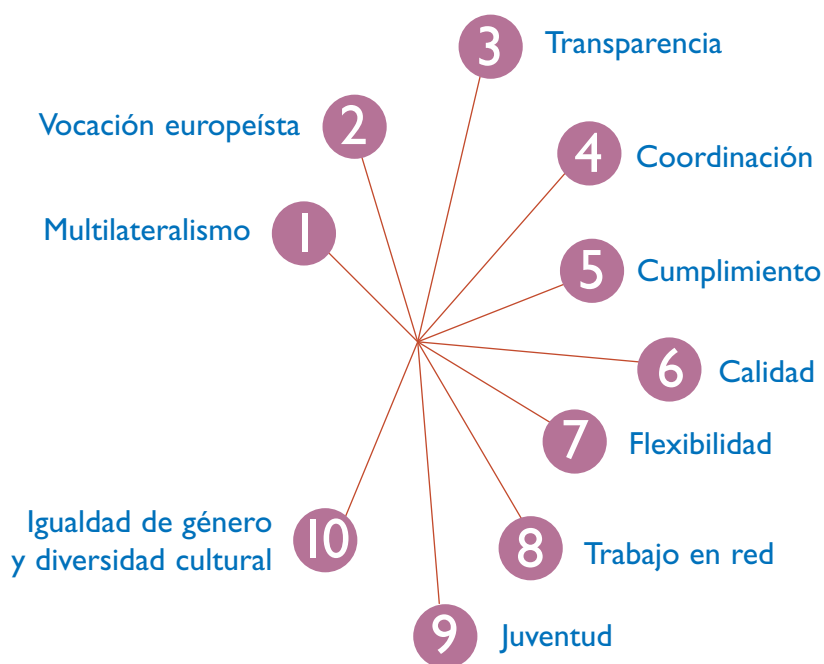 1
Multilateralismo
2
Vocación europeísta
3
Transparencia
4
Coordinación
5
Cumplimiento
6
Calidad
7
Flexibilidad
8
Trabajo en red
9
Juventud
10
Igualdad de género
y diversidad cultural